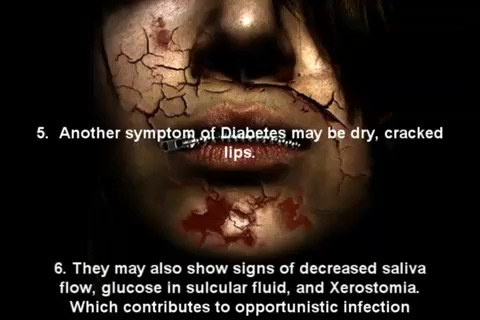 5.  Another symptom of Diabetes may be dry, cracked
lips.
6. They may also show signs of decreased saliva
flow, glucose in sulcular fluid, and Xerostomia.
Which contributes to opportunistic infection